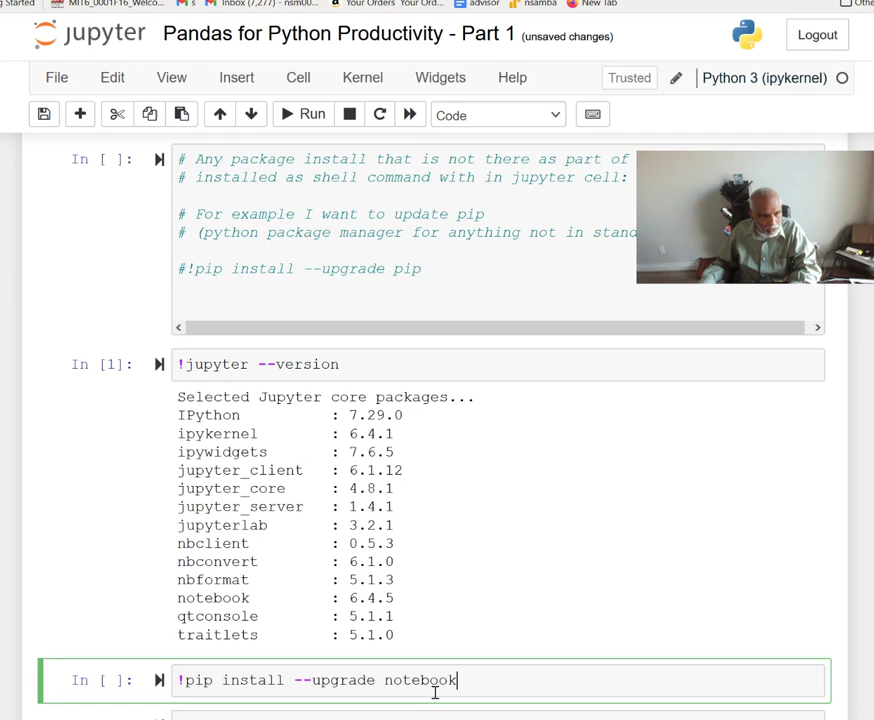 g Started MIT6_0001F16_Welco... s Inbox (7,277) - nsm00... Your Orders Your Ord... advisor nsamba New Tab Othe
jupyter Pandas for Python Productivity - Part 1 (unsaved changes) Logout
File Edit View Insert Cell Kernel Widgets Help Trusted Python 3 (ipykernel)
Run Code
In [ ]: # Any package install that is not there as part of
# installed as shell command with in jupyter cell:
# For example I want to update pip
# (python package manager for anything not in stand
#!pip install --upgrade pip
In [1]: !jupyter --version
Selected Jupyter core packages...
IPython : 7.29.0
ipykernel : 6.4.1
ipywidgets : 7.6.5
jupyter_client : 6.1.12
jupyter_core : 4.8.1
jupyter_server : 1.4.1
jupyterlab : 3.2.1
nbclient : 0.5.3
nbconvert : 6.1.0
nbformat : 5.1.3
notebook : 6.4.5
qtconsole : 5.1.1
traitlets : 5.1.0
In [ ]: !pip install --upgrade notebook